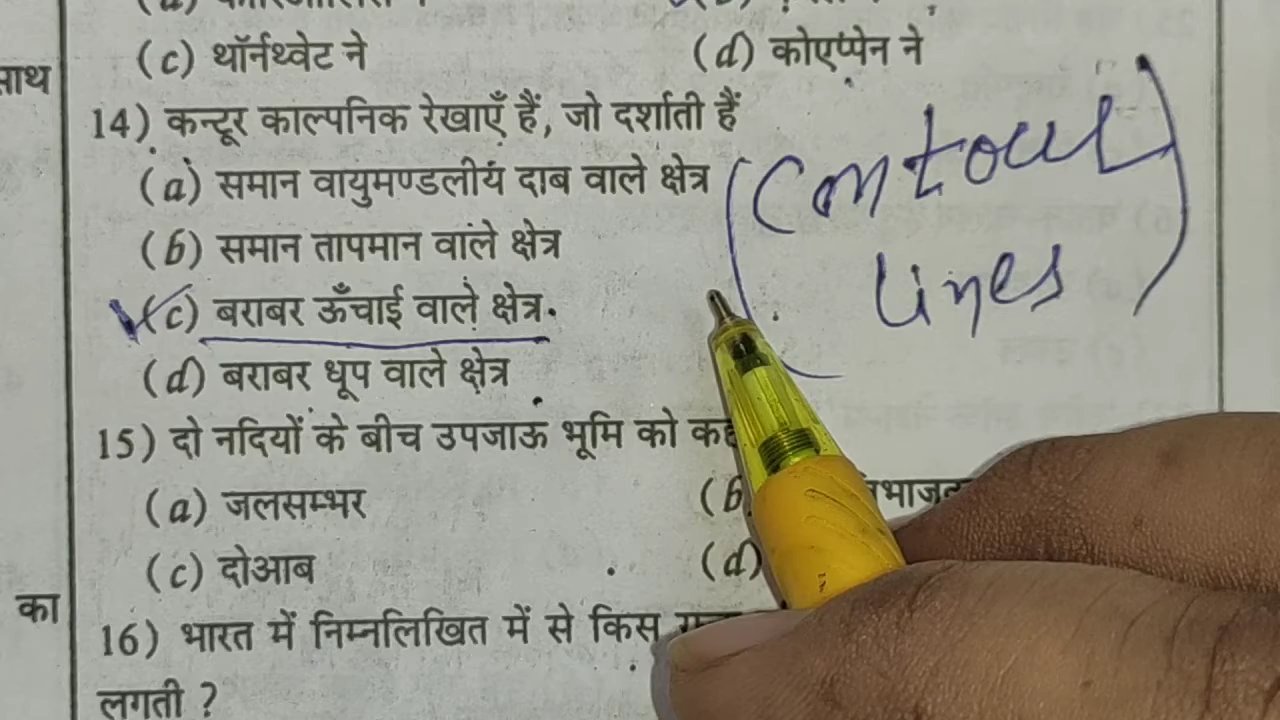 (c) थॉर्नथ्वेट ने (d) कोएप्पेन ने
साथ
14) कन्टूर काल्पनिक रेखाएँ हैं, जो दर्शाती हैं
(a) समान वायुमण्डलीय दाब वाले क्षेत्र
(b) समान तापमान वाले क्षेत्र
(c) बराबर ऊँचाई वाले क्षेत्र.
(d) बराबर धूप वाले क्षेत्र
(Contour
lines)
15) दो नदियों के बीच उपजाऊ भूमि को
(a) जलसम्भर (b
(c) दोआब (d)
का
16) भारत में निम्नलिखित में से किस
लगती ?